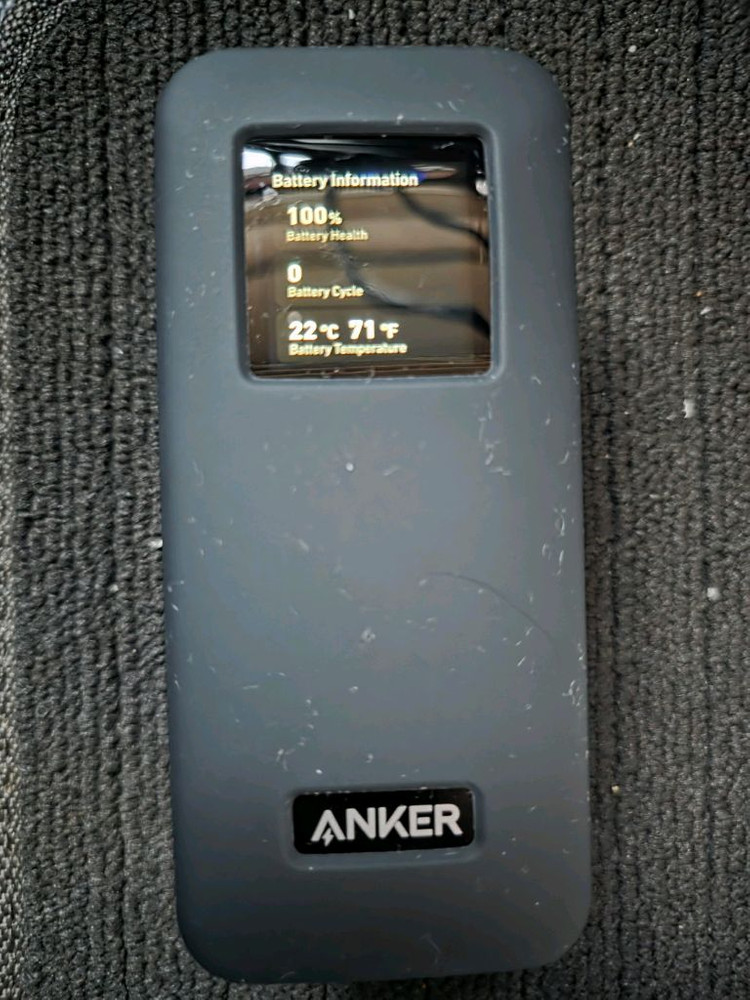 Battery Information
100%
Battery Health
0
Battery Cycle
22°C 71°F
Battery Temperature
ANKER